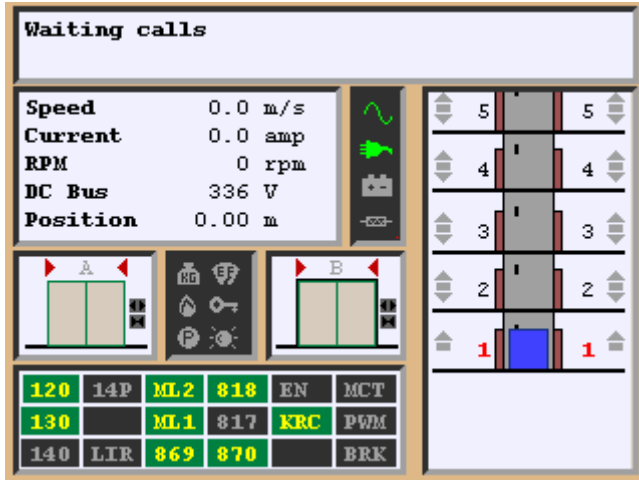 Waiting calls
Speed 0.0 m/s
Current 0.0 amp
RPM 0 rpm
DC Bus 336 V
Position 0.00 m
5 5
4 4
3 3
2 2
1 1
A
KG
B
P
120 14P ML2 818 EN MCT
130 ML1 817 KRC PWM
140 LIR 869 870 BRK